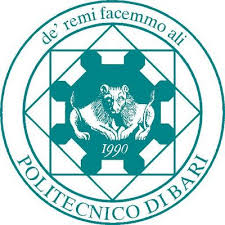 de' remi facemmo ali
1990
POLITECNICO DI BARI